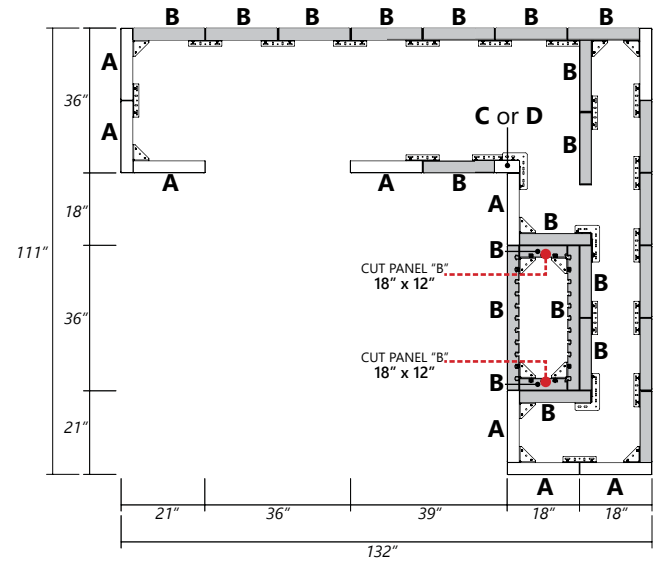 B B B B B B B
A
36"
A
B
B
C or D
A
A
B
18"
A
B
111"
B
CUT PANEL "B"
18" x 12"
B
36"
B
B
B
CUT PANEL "B"
18" x 12"
B
B
21"
A
A
A
21"
36"
39"
18"
18"
132"